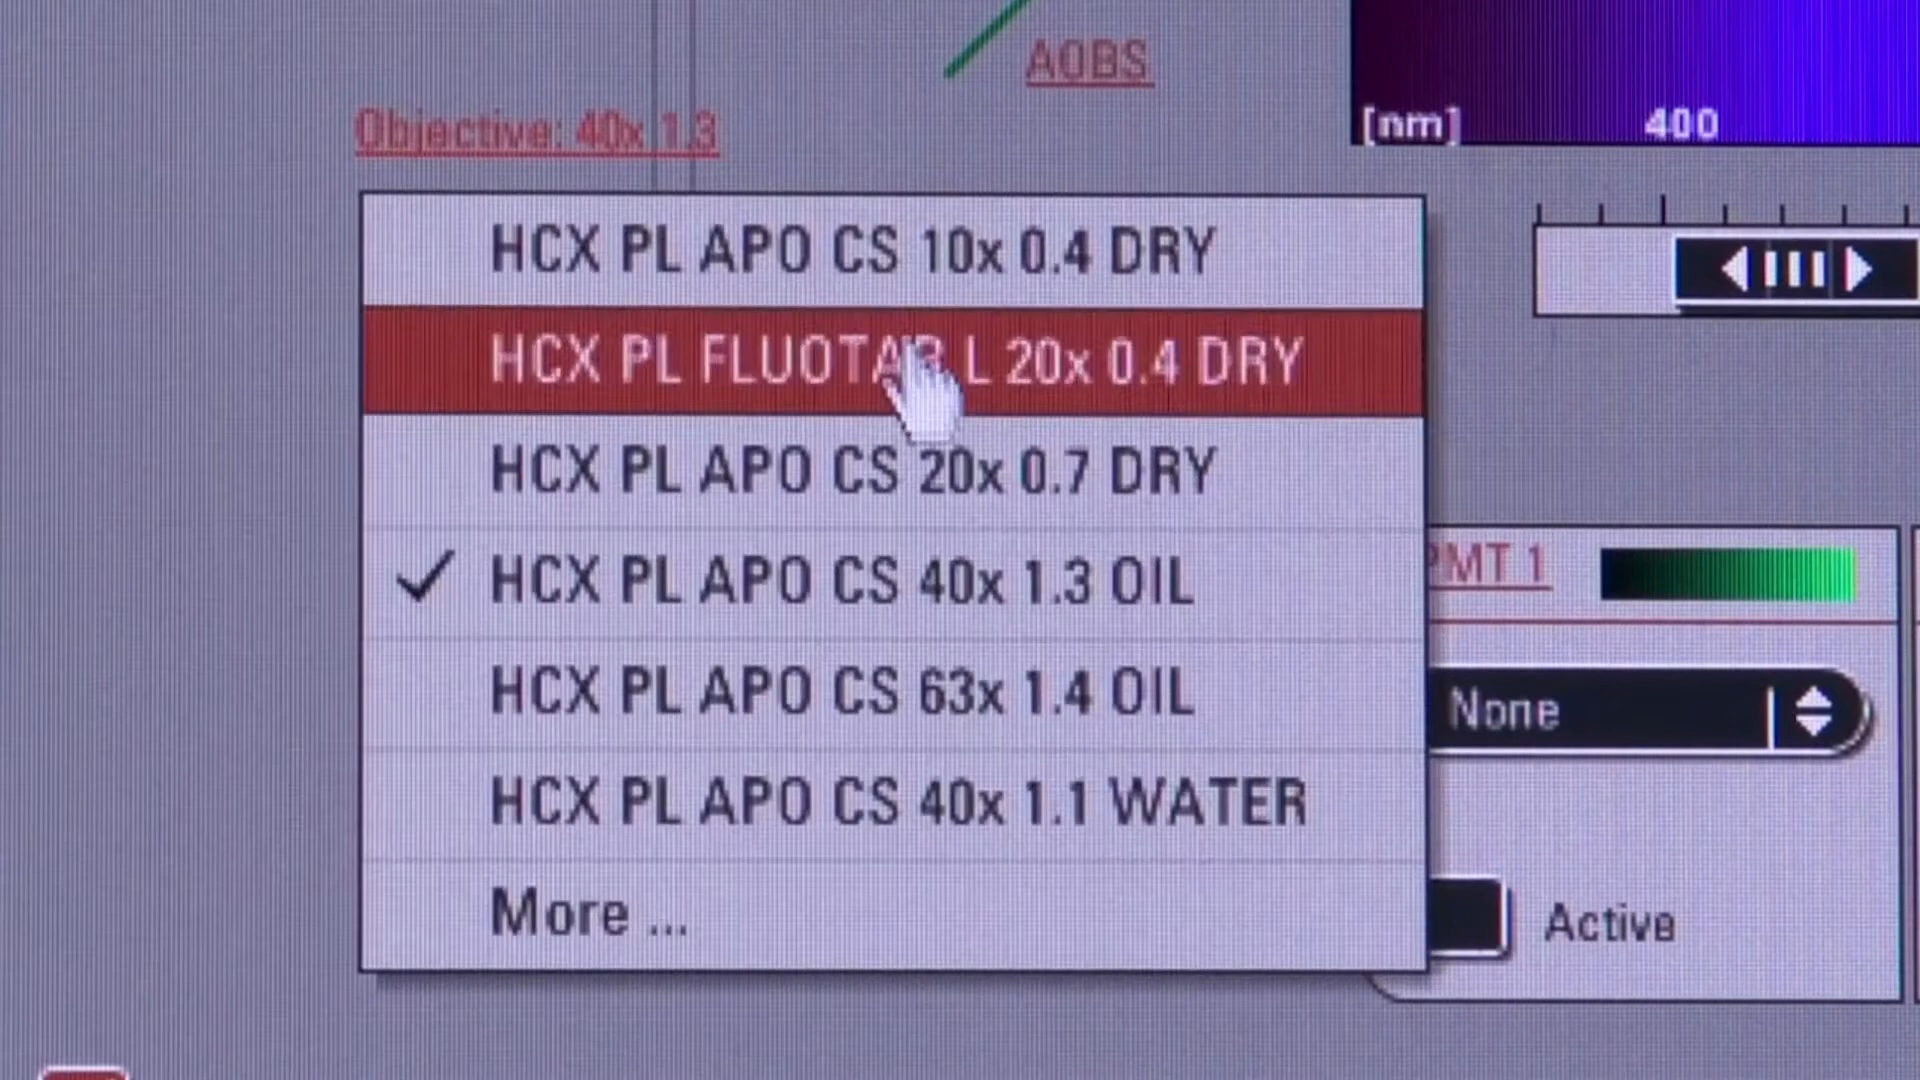 AOBS
Objective: 40x 1.3
[nm] 400
HCX PL APO CS 10x 0.4 DRY
HCX PL FLUOTAR L 20x 0.4 DRY
HCX PL APO CS 20x 0.7 DRY
HCX PL APO CS 40x 1.3 OIL
HCX PL APO CS 63x 1.4 OIL
HCX PL APO CS 40x 1.1 WATER
More ...
PMT 1
None
Active